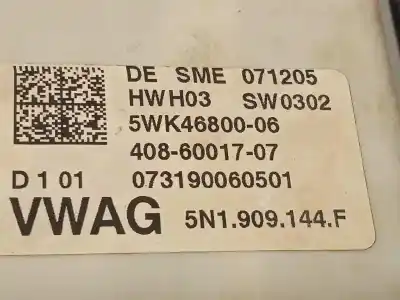 DE SME 071205
HWH03 SW0302
5WK46800-06
408-60017-07
D 1 01 073190060501
VWAG 5N1.909.144.F